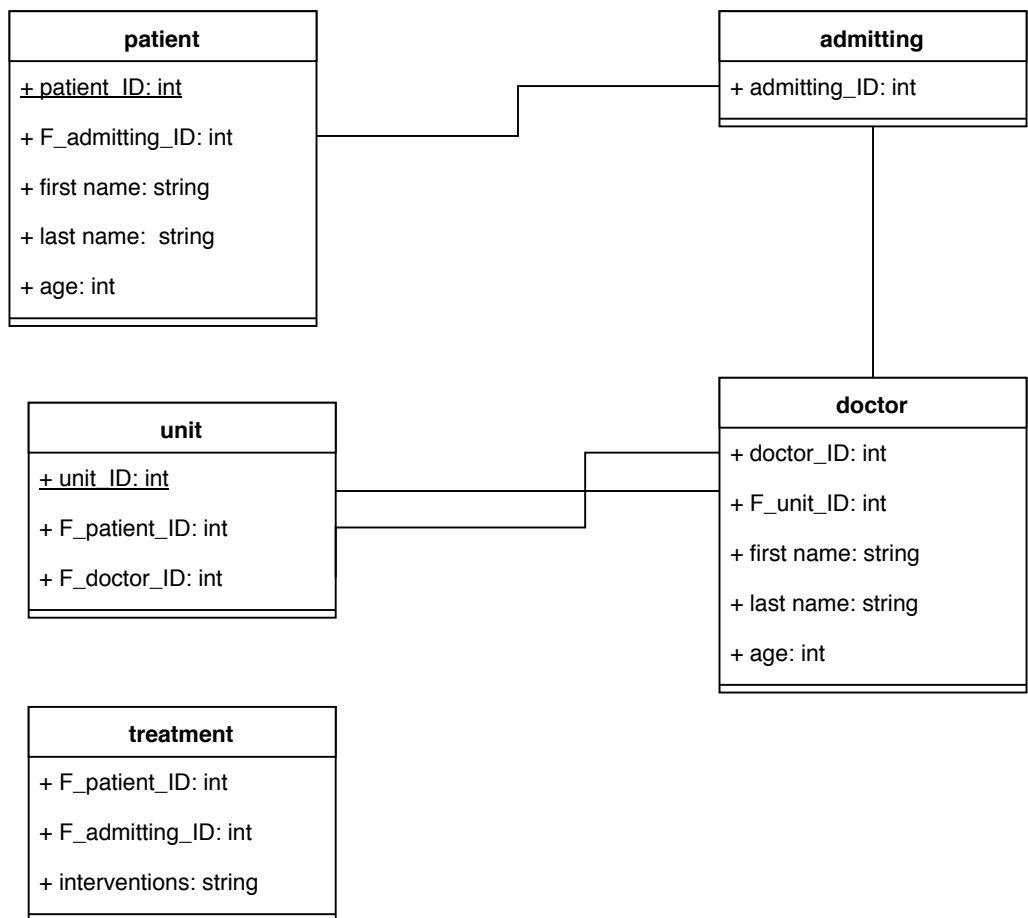 patient
+ patient_ID: int
+ F_admitting_ID: int
+ first name: string
+ last name:  string
+ age: int
admitting
+ admitting_ID: int
unit
+ unit_ID: int
+ F_patient_ID: int
+ F_doctor_ID: int
doctor
+ doctor_ID: int
+ F_unit_ID: int
+ first name: string
+ last name: string
+ age: int
treatment
+ F_patient_ID: int
+ F_admitting_ID: int
+ interventions: string